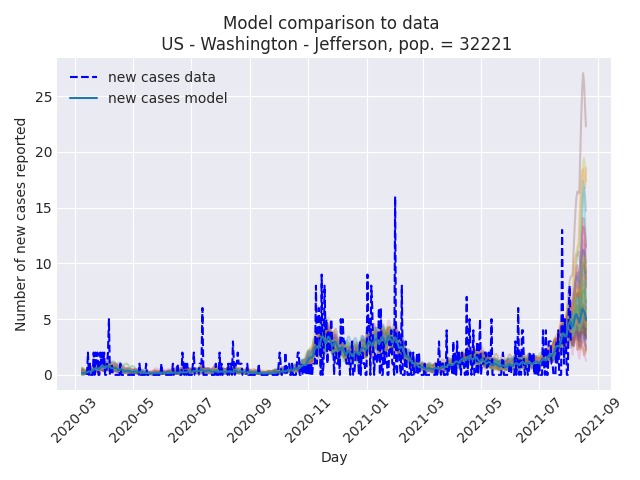 Model comparison to data
US - Washington - Jefferson, pop. = 32221
new cases data
new cases model
Number of new cases reported
25
20
15
10
5
0
2020-03
2020-05
2020-07
2020-09
2020-11
2021-01
2021-03
2021-05
2021-07
2021-09
Day